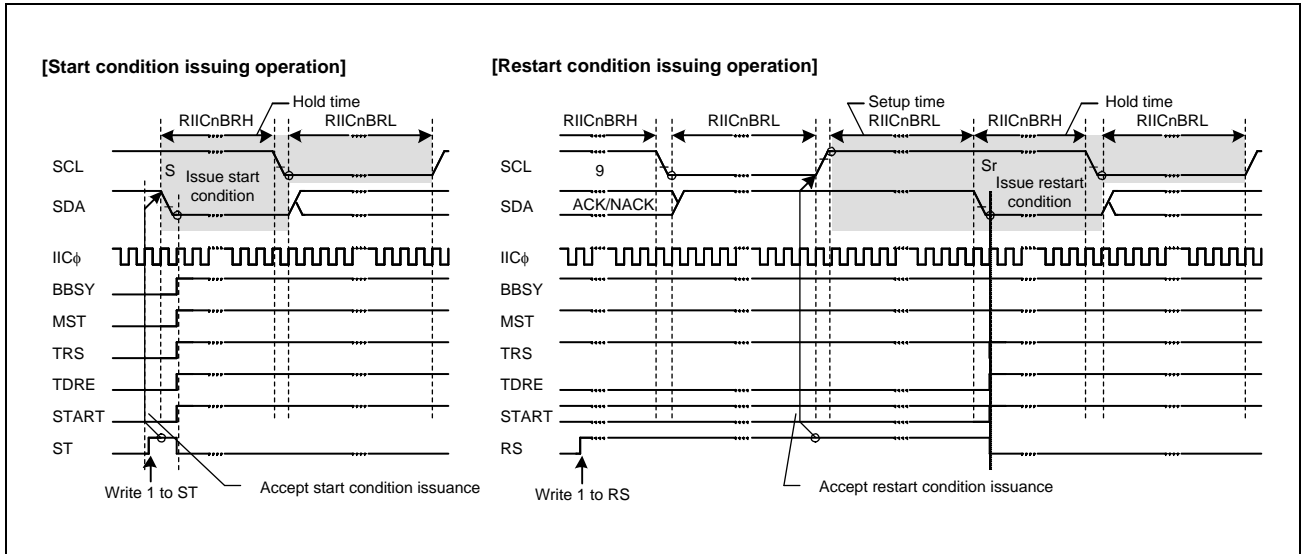 [Start condition issuing operation]
Hold time
RIICnBRH
RIICnBRL
SCL
S
Issue start
condition
SDA
IICφ
BBSY
MST
TRS
TDRE
START
ST
Write 1 to ST
Accept start condition issuance
[Restart condition issuing operation]
Setup time
Hold time
RIICnBRH
RIICnBRL
RIICnBRL
RIICnBRH
RIICnBRL
SCL
9
Sr
Issue restart
condition
SDA
ACK/NACK
IICφ
BBSY
MST
TRS
TDRE
START
RS
Write 1 to RS
Accept restart condition issuance